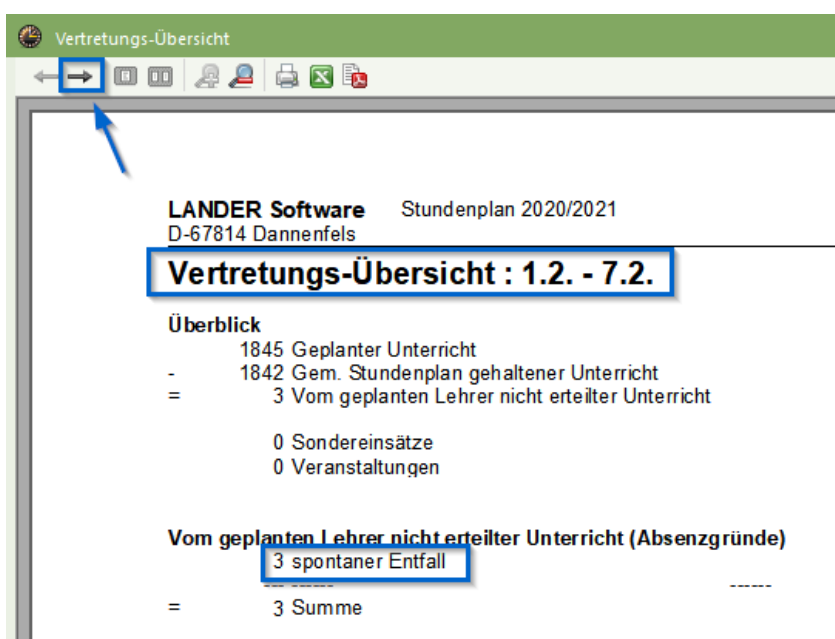 Vertretungs-Übersicht
LANDER Software Stundenplan 2020/2021
D-67814 Dannenfels
Vertretungs-Übersicht : 1.2. - 7.2.
Überblick
1845 Geplanter Unterricht
- 1842 Gem. Stundenplan gehaltener Unterricht
= 3 Vom geplanten Lehrer nicht erteilter Unterricht
0 Sondereinsätze
0 Veranstaltungen
Vom geplanten Lehrer nicht erteilter Unterricht (Absenzgründe)
3 spontaner Entfall
= 3 Summe